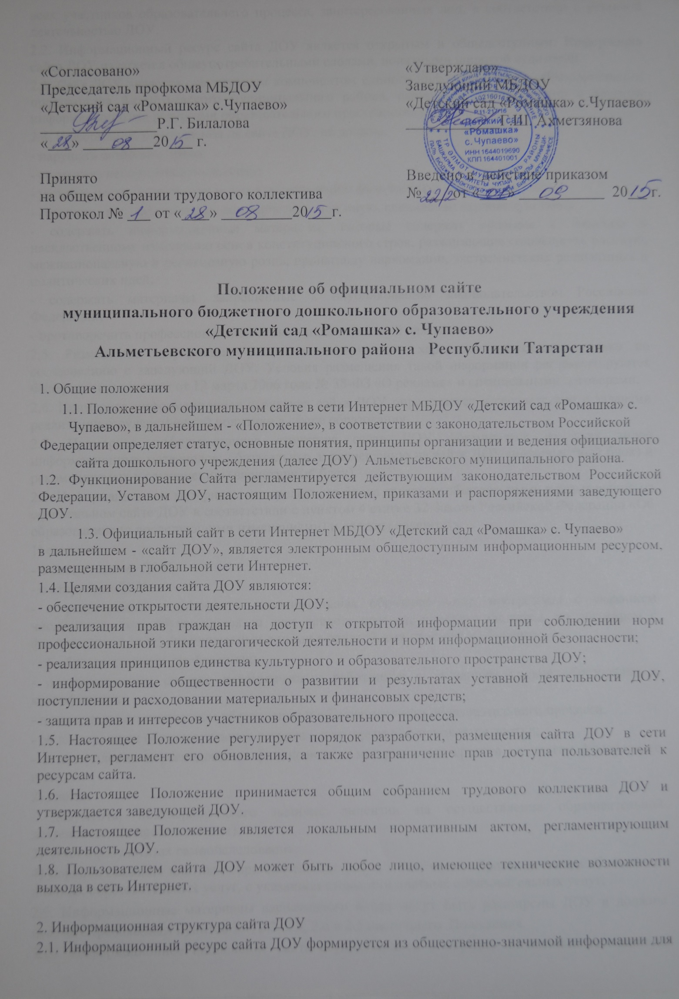 «Согласовано»
Председатель профкома МБДОУ
«Детский сад «Ромашка» с.Чупаево»
Р.Г. Билалова
«28» 08 2015 г.
Принято
на общем собрании трудового коллектива
Протокол № 1 от «28» 08 2015 г.
«Утверждаю»
Заведующий МБДОУ
«Детский сад «Ромашка» с.Чупаево»
Г.Ш. Ахметзянова
«Детский сад
«Ромашка»
с. Чупаево»
ИНН 1644019690
КПП 164401001
Введено в действие приказом
№ 22/2 от «01» 09 2015 г.
Положение об официальном сайте
муниципального бюджетного дошкольного образовательного учреждения
«Детский сад «Ромашка» с. Чупаево»
Альметьевского муниципального района Республики Татарстан
1. Общие положения
1.1. Положение об официальном сайте в сети Интернет МБДОУ «Детский сад «Ромашка» с.
Чупаево», в дальнейшем - «Положение», в соответствии с законодательством Российской
Федерации определяет статус, основные понятия, принципы организации и ведения официального
сайта дошкольного учреждения (далее ДОУ) Альметьевского муниципального района.
1.2. Функционирование Сайта регламентируется действующим законодательством Российской
Федерации, Уставом ДОУ, настоящим Положением, приказами и распоряжениями заведующего
ДОУ.
1.3. Официальный сайт в сети Интернет МБДОУ «Детский сад «Ромашка» с. Чупаево»
в дальнейшем - «сайт ДОУ», является электронным общедоступным информационным ресурсом,
размещенным в глобальной сети Интернет.
1.4. Целями создания сайта ДОУ являются:
- обеспечение открытости деятельности ДОУ;
- реализация прав граждан на доступ к открытой информации при соблюдении норм
профессиональной этики педагогической деятельности и норм информационной безопасности;
- реализация принципов единства культурного и образовательного пространства ДОУ;
- информирование общественности о развитии и результатах уставной деятельности ДОУ,
поступлении и расходовании материальных и финансовых средств;
- защита прав и интересов участников образовательного процесса.
1.5. Настоящее Положение регулирует порядок разработки, размещения сайта ДОУ в сети
Интернет, регламент его обновления, а также разграничение прав доступа пользователей к
ресурсам сайта.
1.6. Настоящее Положение принимается общим собранием трудового коллектива ДОУ и
утверждается заведующей ДОУ.
1.7. Настоящее Положение является локальным нормативным актом, регламентирующим
деятельность ДОУ.
1.8. Пользователем сайта ДОУ может быть любое лицо, имеющее технические возможности
выхода в сеть Интернет.
2. Информационная структура сайта ДОУ
2.1. Информационный ресурс сайта ДОУ формируется из общественно-значимой информации для